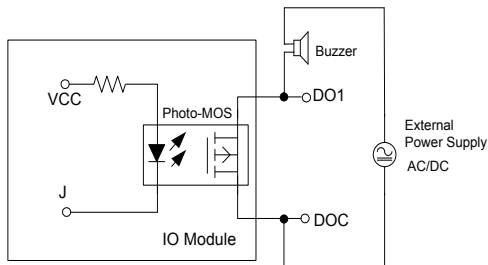 Buzzer
VCC
Photo-MOS
DO1
External
Power Supply
AC/DC
J
DOC
IO Module